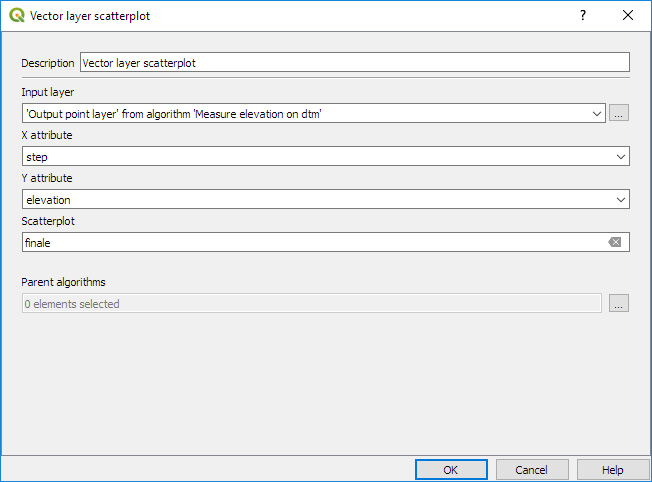 Vector layer scatterplot
?
Description Vector layer scatterplot
Input layer
'Output point layer' from algorithm 'Measure elevation on dtm'
...
X attribute
step
Y attribute
elevation
Scatterplot
finale
Parent algorithms
0 elements selected
...
OK Cancel Help